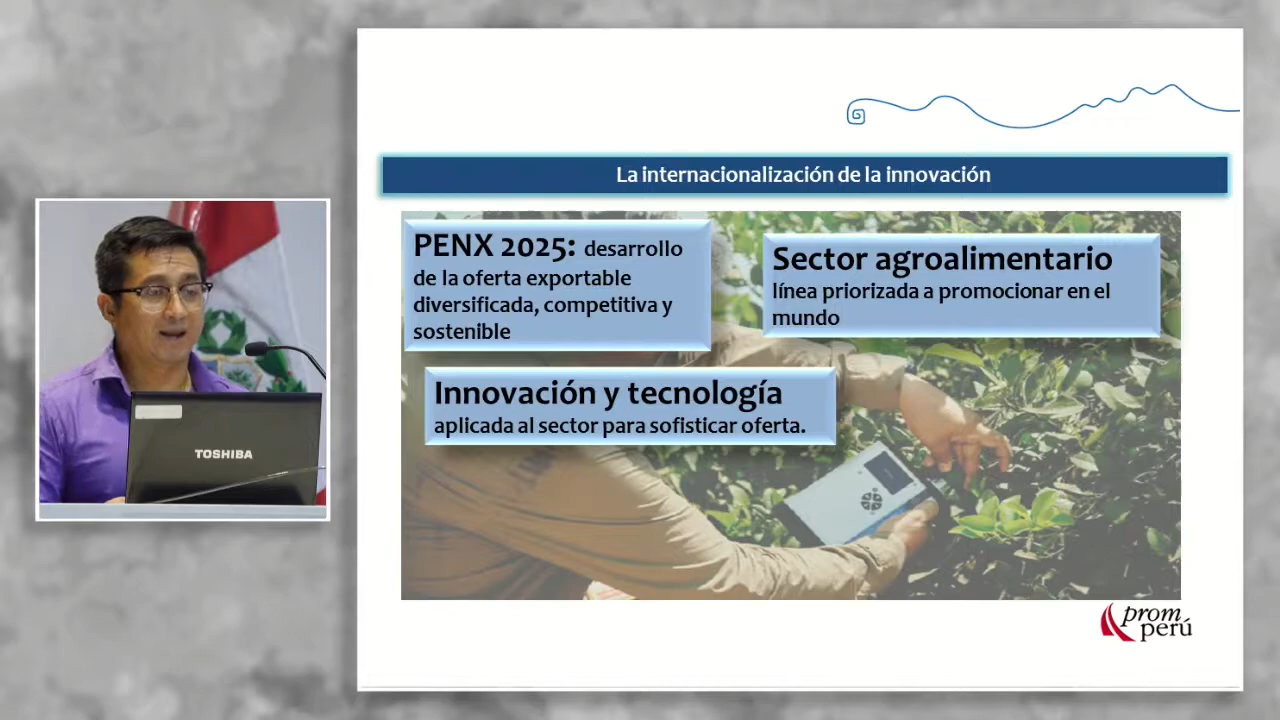 La internacionalización de la innovación
PENX 2025: desarrollo
de la oferta exportable
diversificada, competitiva y
sostenible
Sector agroalimentario
línea priorizada a promocionar en el
mundo
Innovación y tecnología
aplicada al sector para sofisticar oferta.
TOSHIBA
prom
perú